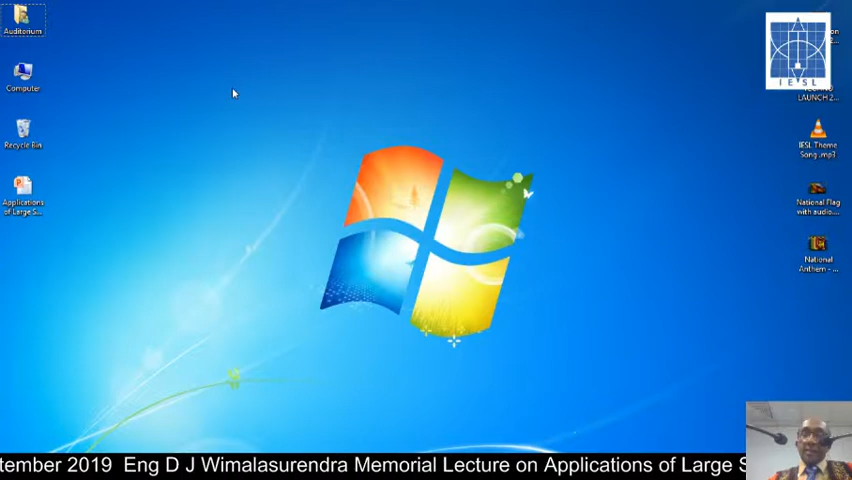 Auditorium
Computer
Recycle Bin
Applications
of Large S...
IESL
LAUNCH 2...
IESL Theme
Song .mp3
National Flag
with audio....
National
Anthem - ...
tember 2019 Eng D J Wimalasurendra Memorial Lecture on Applications of Large S